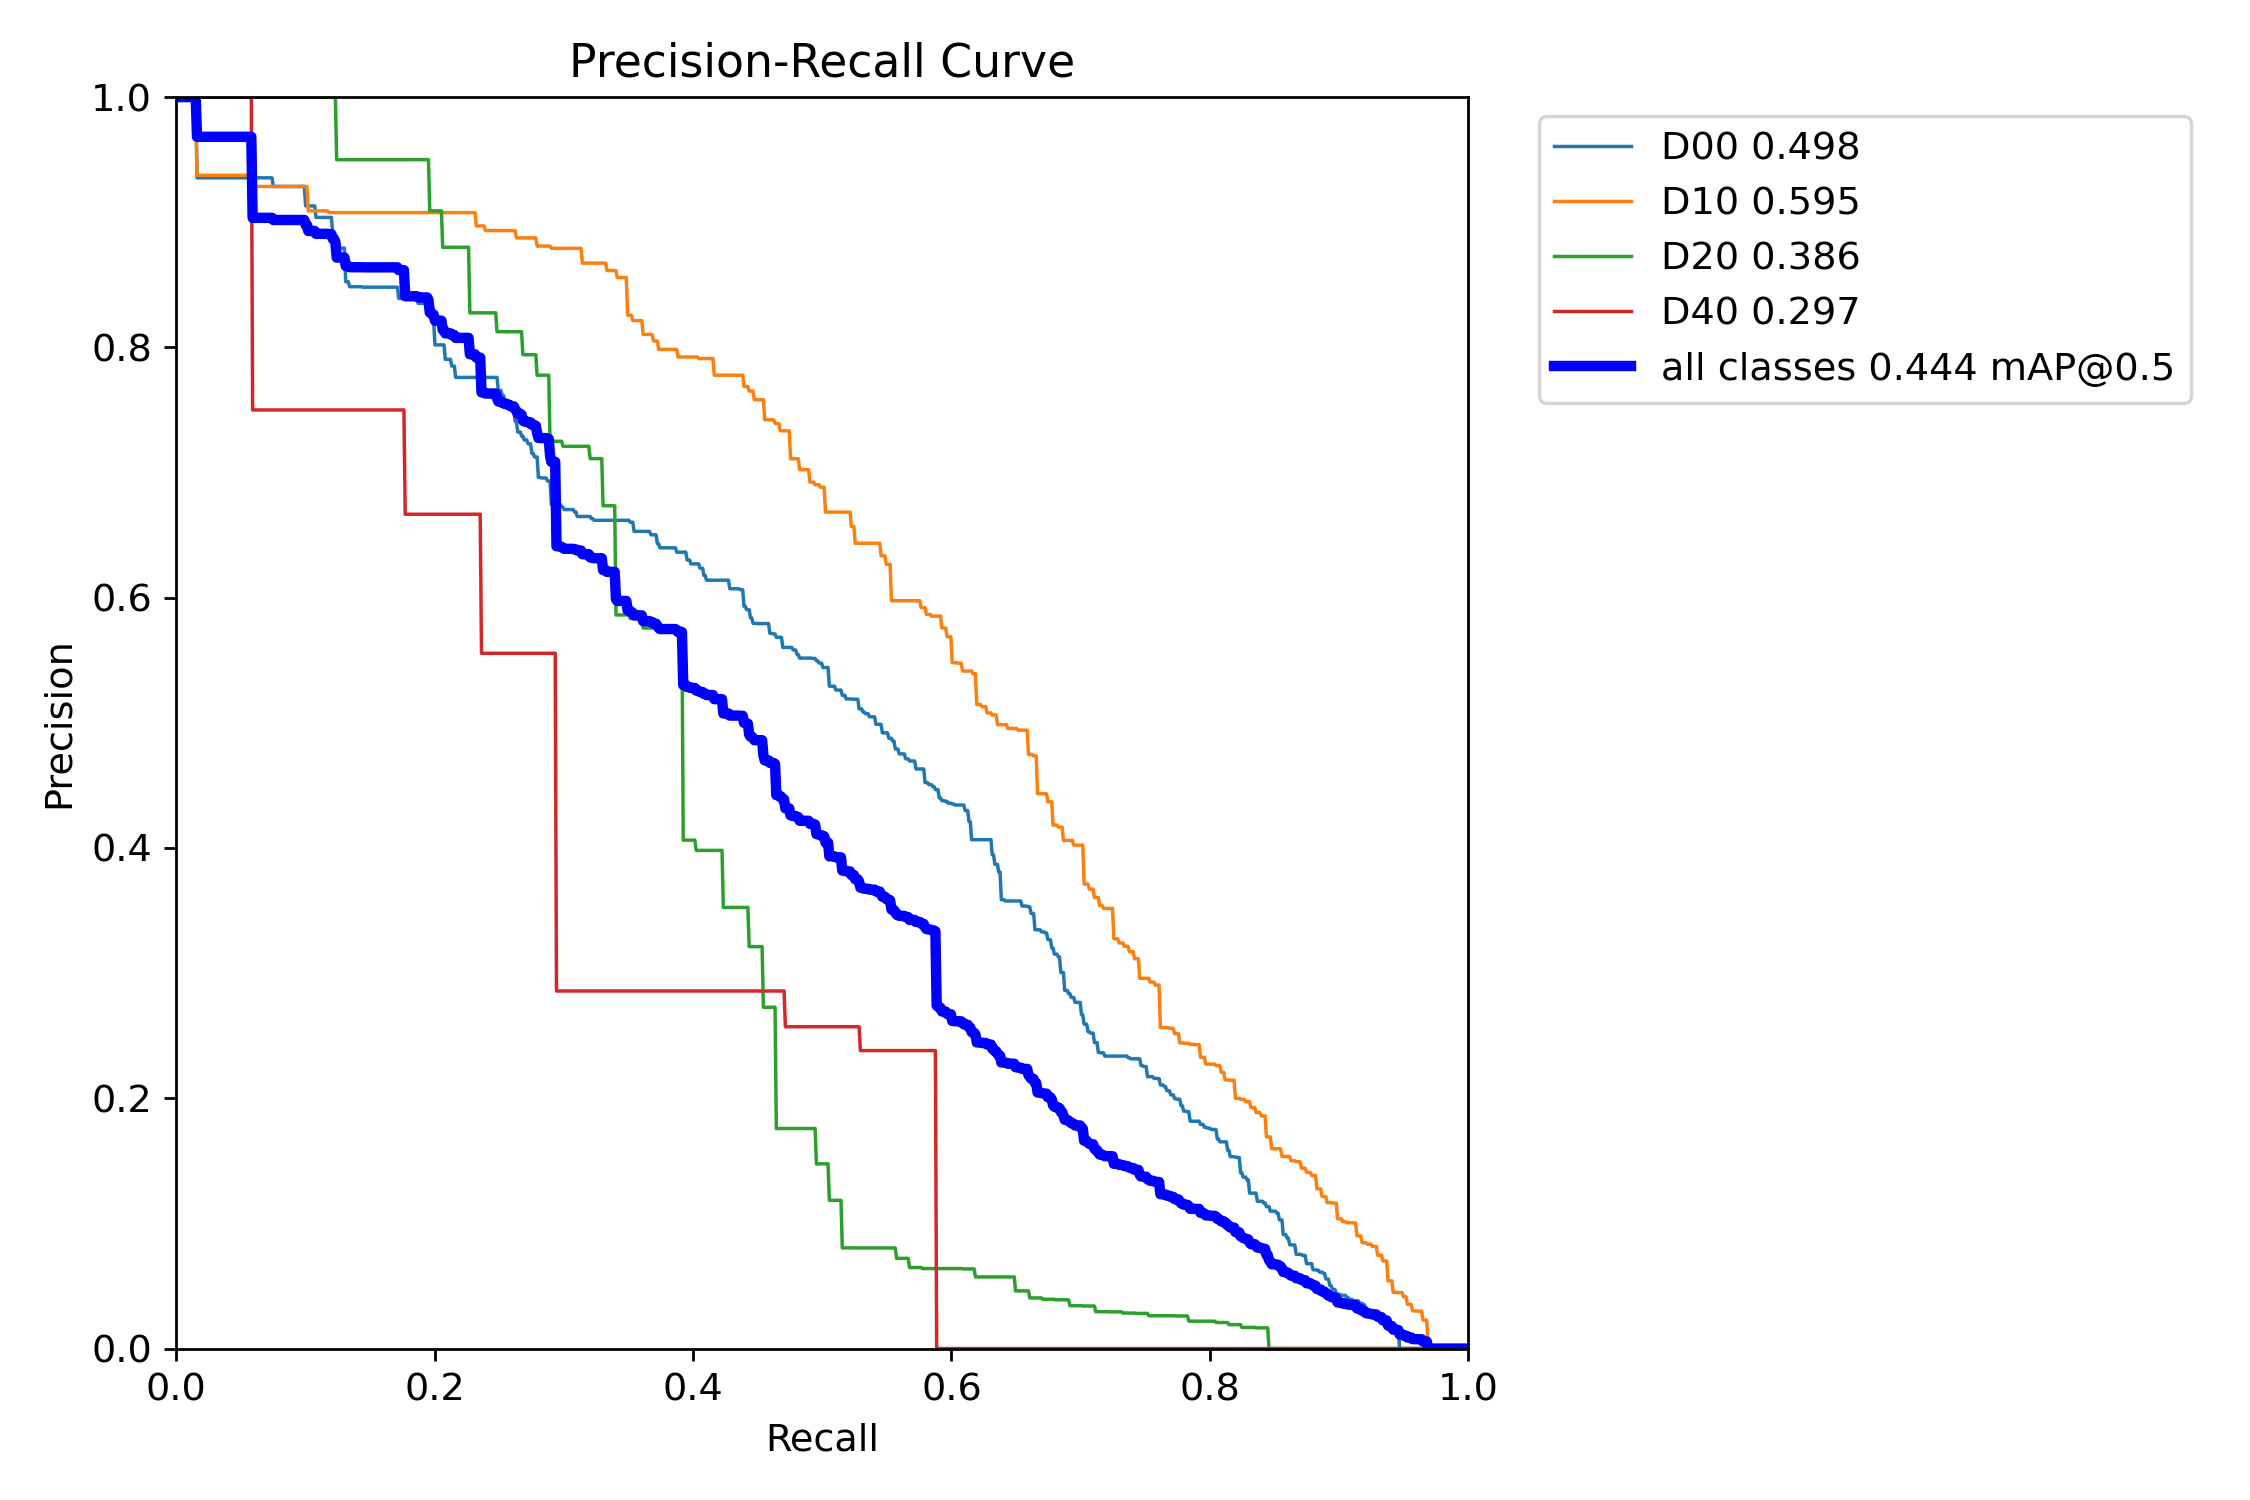 Precision-Recall Curve
1.0
0.8
0.6
0.4
0.2
0.0
Precision
0.0 0.2 0.4 0.6 0.8 1.0
Recall
D00 0.498
D10 0.595
D20 0.386
D40 0.297
all classes 0.444 mAP@0.5